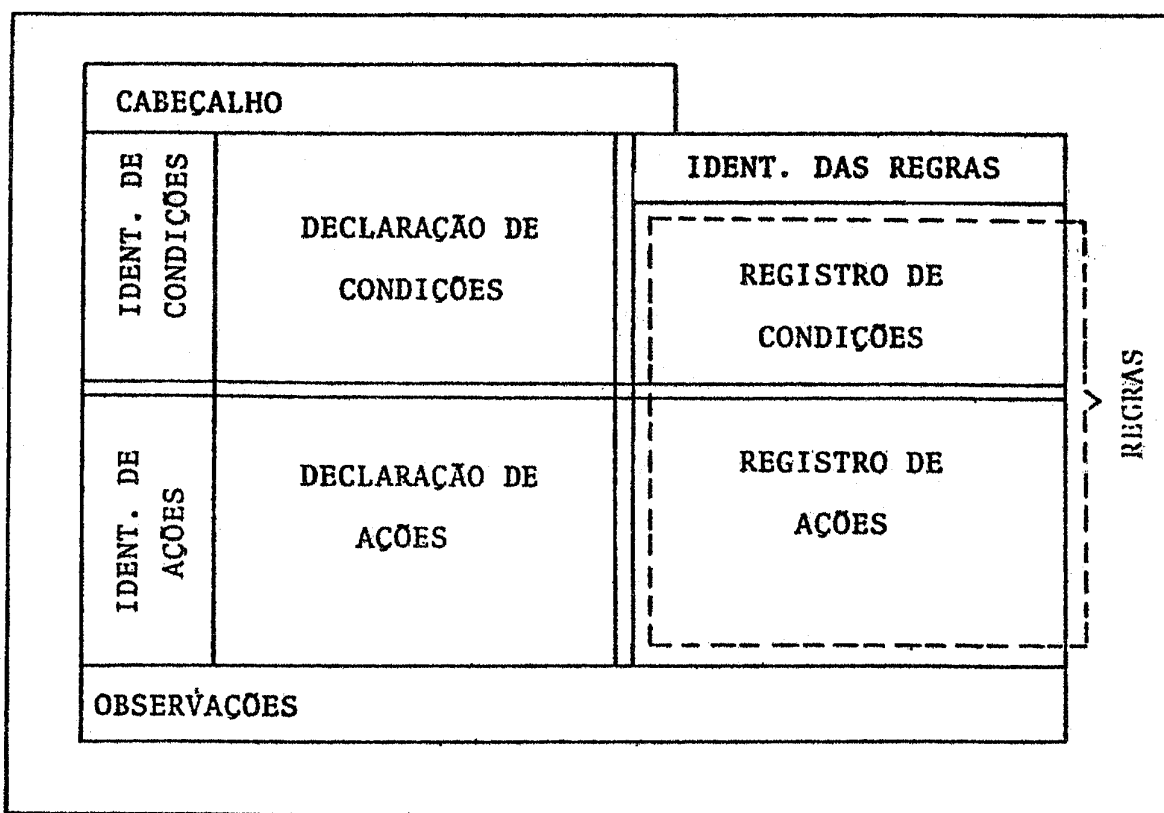 CABEÇALHO
IDENT. DE
CONDIÇÕES
DECLARAÇÃO DE
CONDIÇÕES
IDENT. DAS REGRAS
REGISTRO DE
CONDIÇÕES
REGRAS
IDENT. DE
AÇÕES
DECLARAÇÃO DE
AÇÕES
REGISTRO DE
AÇÕES
OBSERVAÇÕES